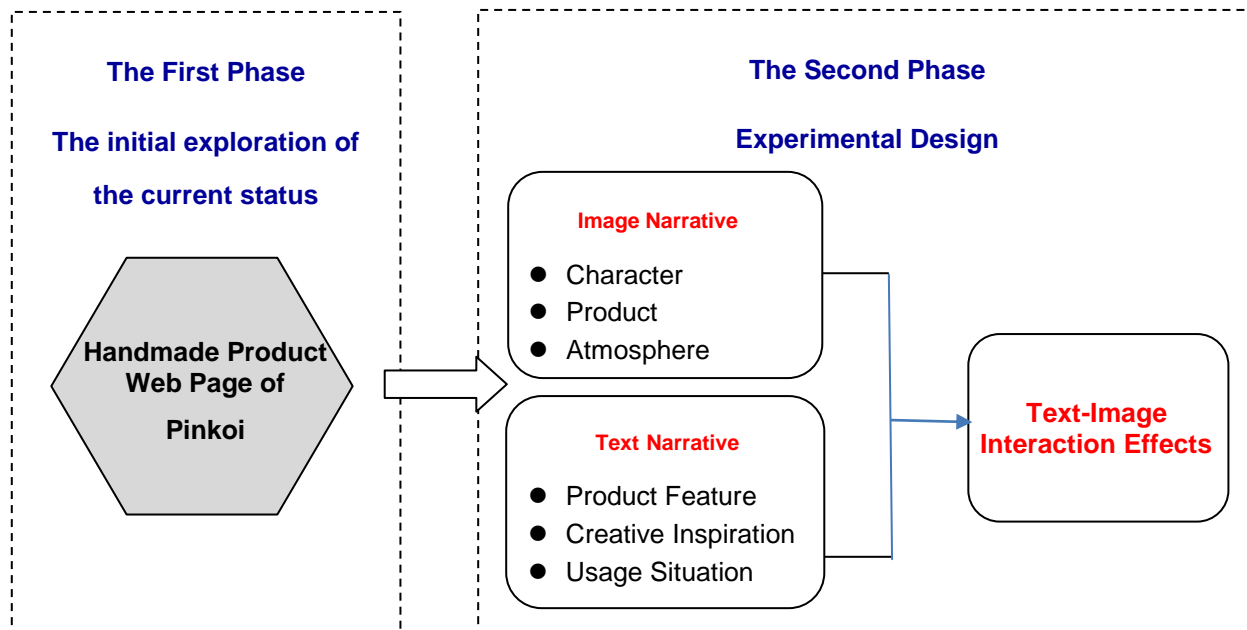 The First Phase
The initial exploration of
the current status
Handmade Product
Web Page of
Pinkoi
The Second Phase
Experimental Design
Image Narrative
● Character
● Product
● Atmosphere
Text Narrative
● Product Feature
● Creative Inspiration
● Usage Situation
Text-Image
Interaction Effects